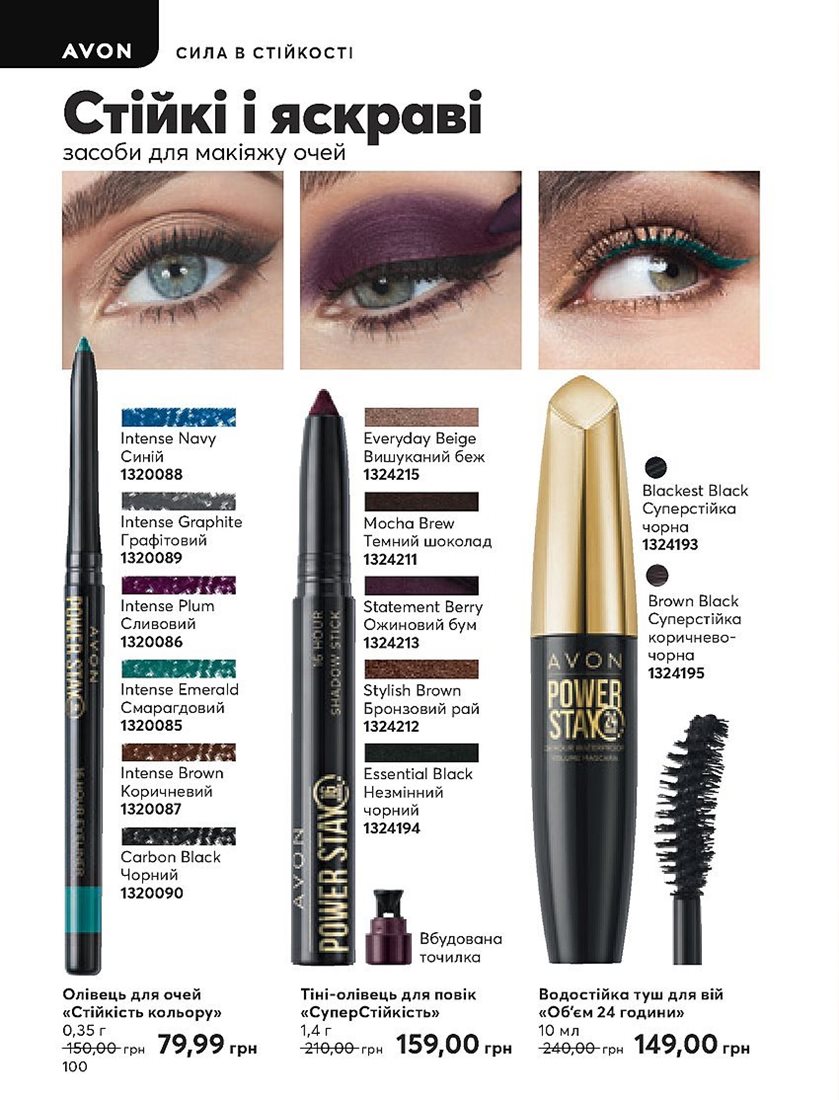 AVON
СИЛА В СТІЙКОСТІ
Стійкі і яскраві
засоби для макіяжу очей
Intense Navy
Синій
1320088
Intense Graphite
Графітовий
1320089
Intense Plum
Сливовий
1320086
Intense Emerald
Смарагдовий
1320085
Intense Brown
Коричневий
1320087
Carbon Black
Чорний
1320090
AVON
POWER STAY
16 HOUR EYELINER
Everyday Beige
Вишуканий беж
1324215
Mocha Brew
Темний шоколад
1324211
Statement Berry
Ожиновий бум
1324213
Stylish Brown
Бронзовий рай
1324212
Essential Black
Незмінний
чорний
1324194
16 HOUR
SHADOW STICK
AVON
POWER STAY
16
Вбудована
точилка
Blackest Black
Суперстійка
чорна
1324193
Brown Black
Суперстійка
коричнево-
чорна
1324195
AVON
POWER
STAY 24
24 HOUR WATERPROOF
VOLUME MASCARA
Олівець для очей
«Стійкість кольору»
0,35 г
150,00 грн 79,99 грн
Тіні-олівець для повік
«СуперСтійкість»
1,4 г
210,00 грн 159,00 грн
Водостійка туш для вій
«Об’єм 24 години»
10 мл
240,00 грн 149,00 грн
100